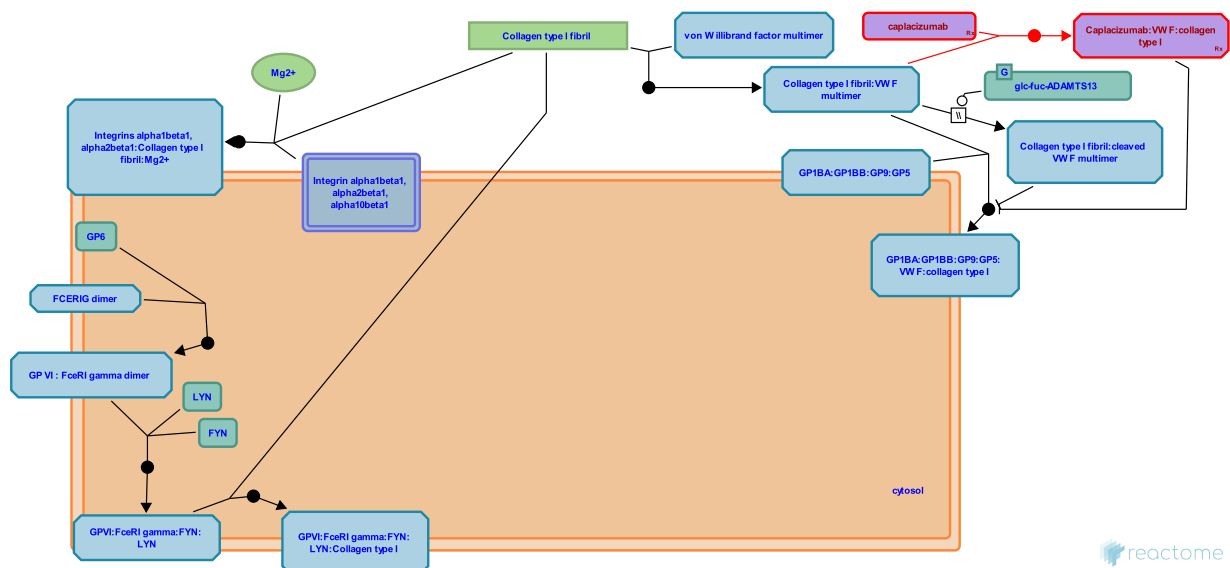 Collagen type I fibril
von Willibrand factor multimer
caplacizumab
Rx
Caplacizumab:VWF:collagen
type I
Rx
Mg2+
Collagen type I fibril:VWF
multimer
G
glc-fuc-ADAMTS13
\\
Integrins alpha1beta1,
alpha2beta1:Collagen type I
fibril:Mg2+
Collagen type I fibril:cleaved
VWF multimer
Integrin alpha1beta1,
alpha2beta1,
alpha10beta1
GP1BA:GP1BB:GP9:GP5
GP6
GP1BA:GP1BB:GP9:GP5:
VWF:collagen type I
FCERIG dimer
GP VI : FceRI gamma dimer
LYN
FYN
cytosol
GPVI:FceRI gamma:FYN:
LYN
GPVI:FceRI gamma:FYN:
LYN:Collagen type I
reactome